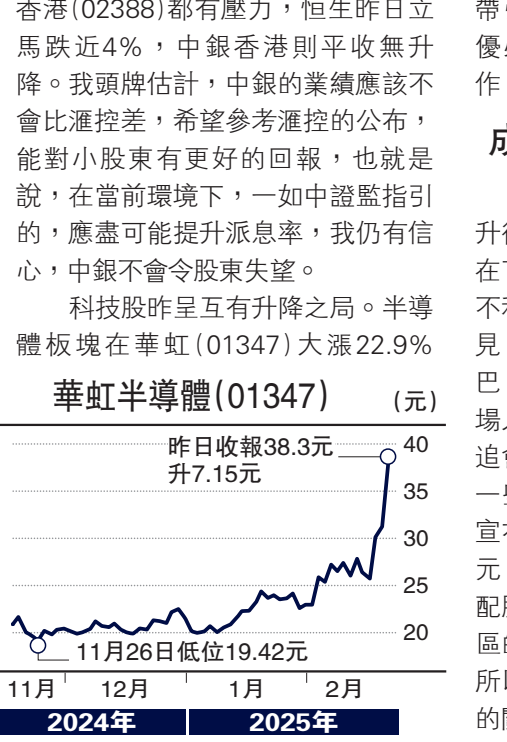 香港(02388)都有壓力，恒生昨日立
馬跌近4%，中銀香港則平收無升
降。我頭牌估計，中銀的業績應該不
會比滙控差，希望參考滙控的公布，
能對小股東有更好的回報，也就是
說，在當前環境下，一如中證監指引
的，應盡可能提升派息率，我仍有信
心，中銀不會令股東失望。
科技股昨呈互有升降之局。半導
體板塊在華虹(01347)大漲22.9%
華虹半導體(01347) (元)
昨日收報38.3元
升7.15元
40
35
30
25
20
11月26日低位19.42元
11月 12月 1月 2月
2024年 2025年
優
作
成
升後
在
不
見
巴
場
追會
一
宣
元
配股
區的
所以
的